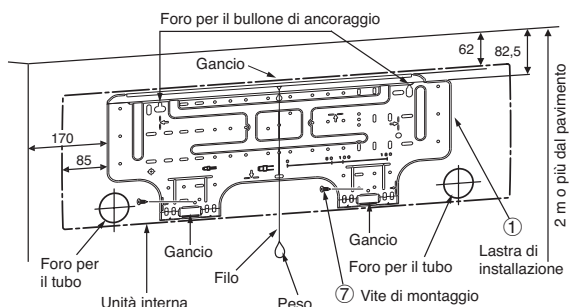 Foro per il bullone di ancoraggio
62
82,5
Gancio
170
85
2 m o più dai pavimento
1
Lastra di
installazione
Foro per
il tubo
Gancio
Filo
Gancio
Foro per il tubo
Unità interna
Peso
7 Vite di montaggio